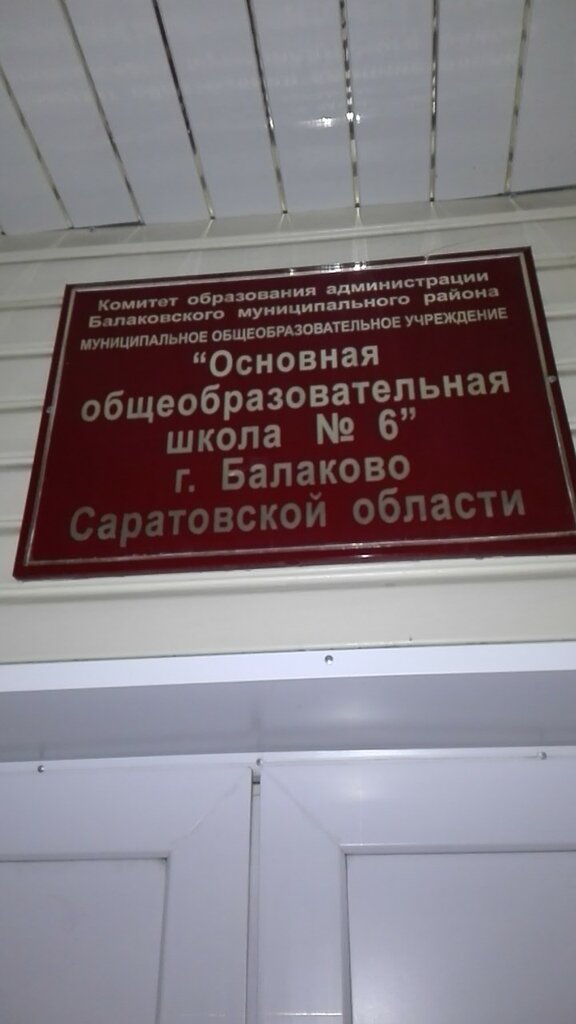 Комитет образования администрации
Балаковского муниципального района
МУНИЦИПАЛЬНОЕ ОБЩЕОБРАЗОВАТЕЛЬНОЕ УЧРЕЖДЕНИЕ
“Основная
общеобразовательная
школа № 6”
г. Балаково
Саратовской области